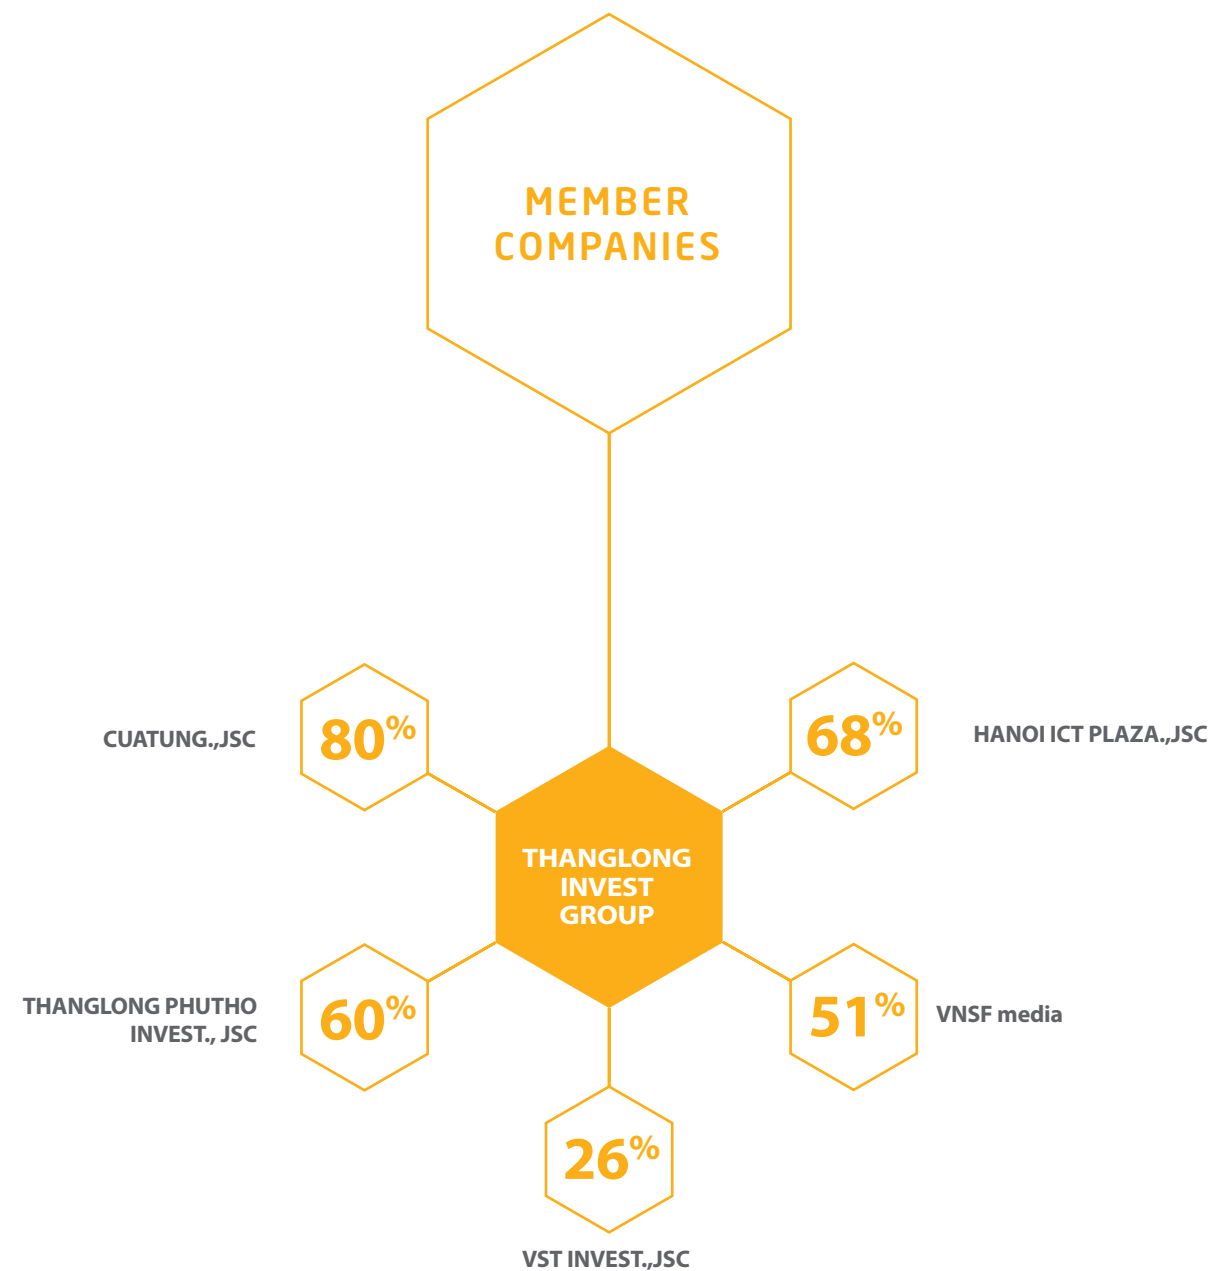 MEMBER
COMPANIES
CUATUNG.,JSC
80%
68%
HANOI ICT PLAZA.,JSC
THANGLONG
INVEST
GROUP
THANGLONG PHUTHO
INVEST., JSC
60%
51%
VNSF media
26%
VST INVEST.,JSC